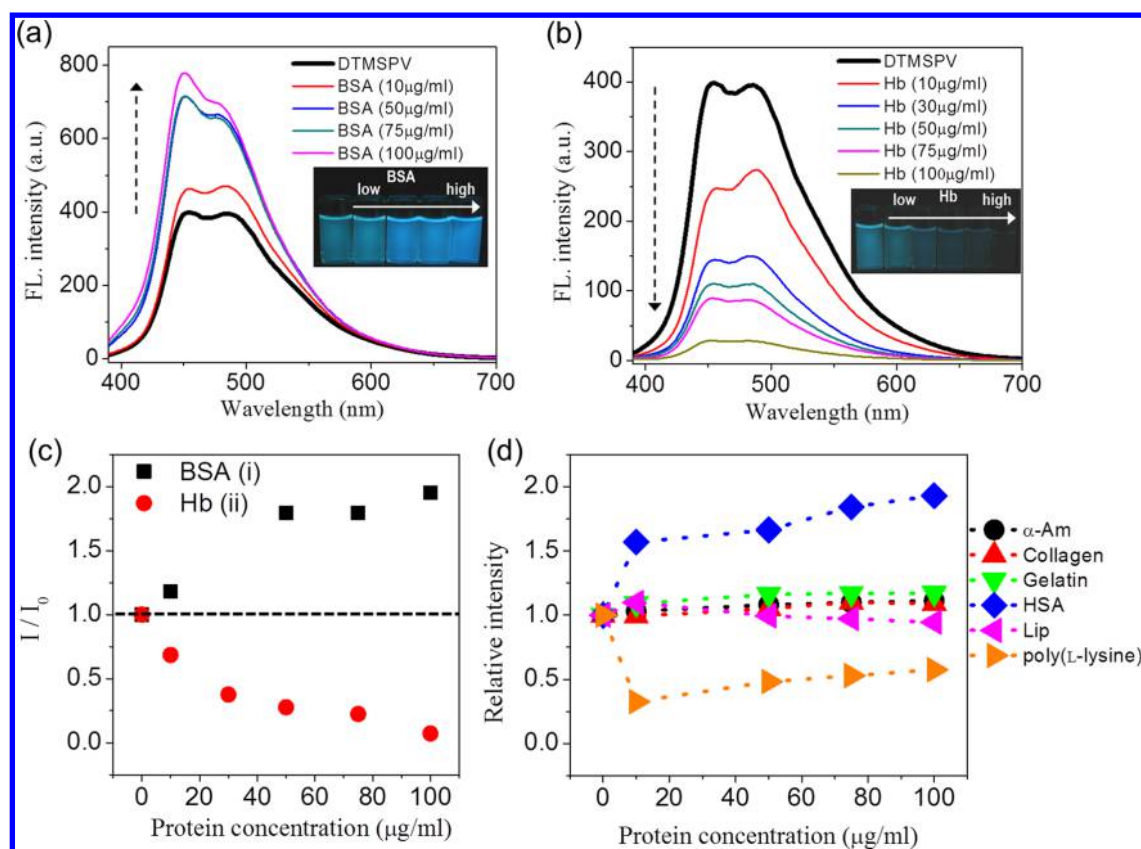 (a)
DTMSPV
BSA (10μg/ml)
BSA (50μg/ml)
BSA (75μg/ml)
BSA (100μg/ml)
BSA
low
high
800
600
400
200
0
FL. intensity (a.u.)
400
500
600
700
Wavelength (nm)
(b)
DTMSPV
Hb (10μg/ml)
Hb (30μg/ml)
Hb (50μg/ml)
Hb (75μg/ml)
Hb (100μg/ml)
low
Hb
high
400
300
200
100
0
FL. intensity (a.u.)
400
500
600
700
Wavelength (nm)
(c)
BSA (i)
Hb (ii)
2.0
1.5
1.0
0.5
0.0
I / I0
0
20
40
60
80
100
Protein concentration (μg/ml)
(d)
2.0
1.5
1.0
0.5
0.0
Relative intensity
α-Am
Collagen
Gelatin
HSA
Lip
poly(L-lysine)
0
20
40
60
80
100
Protein concentration (μg/ml)